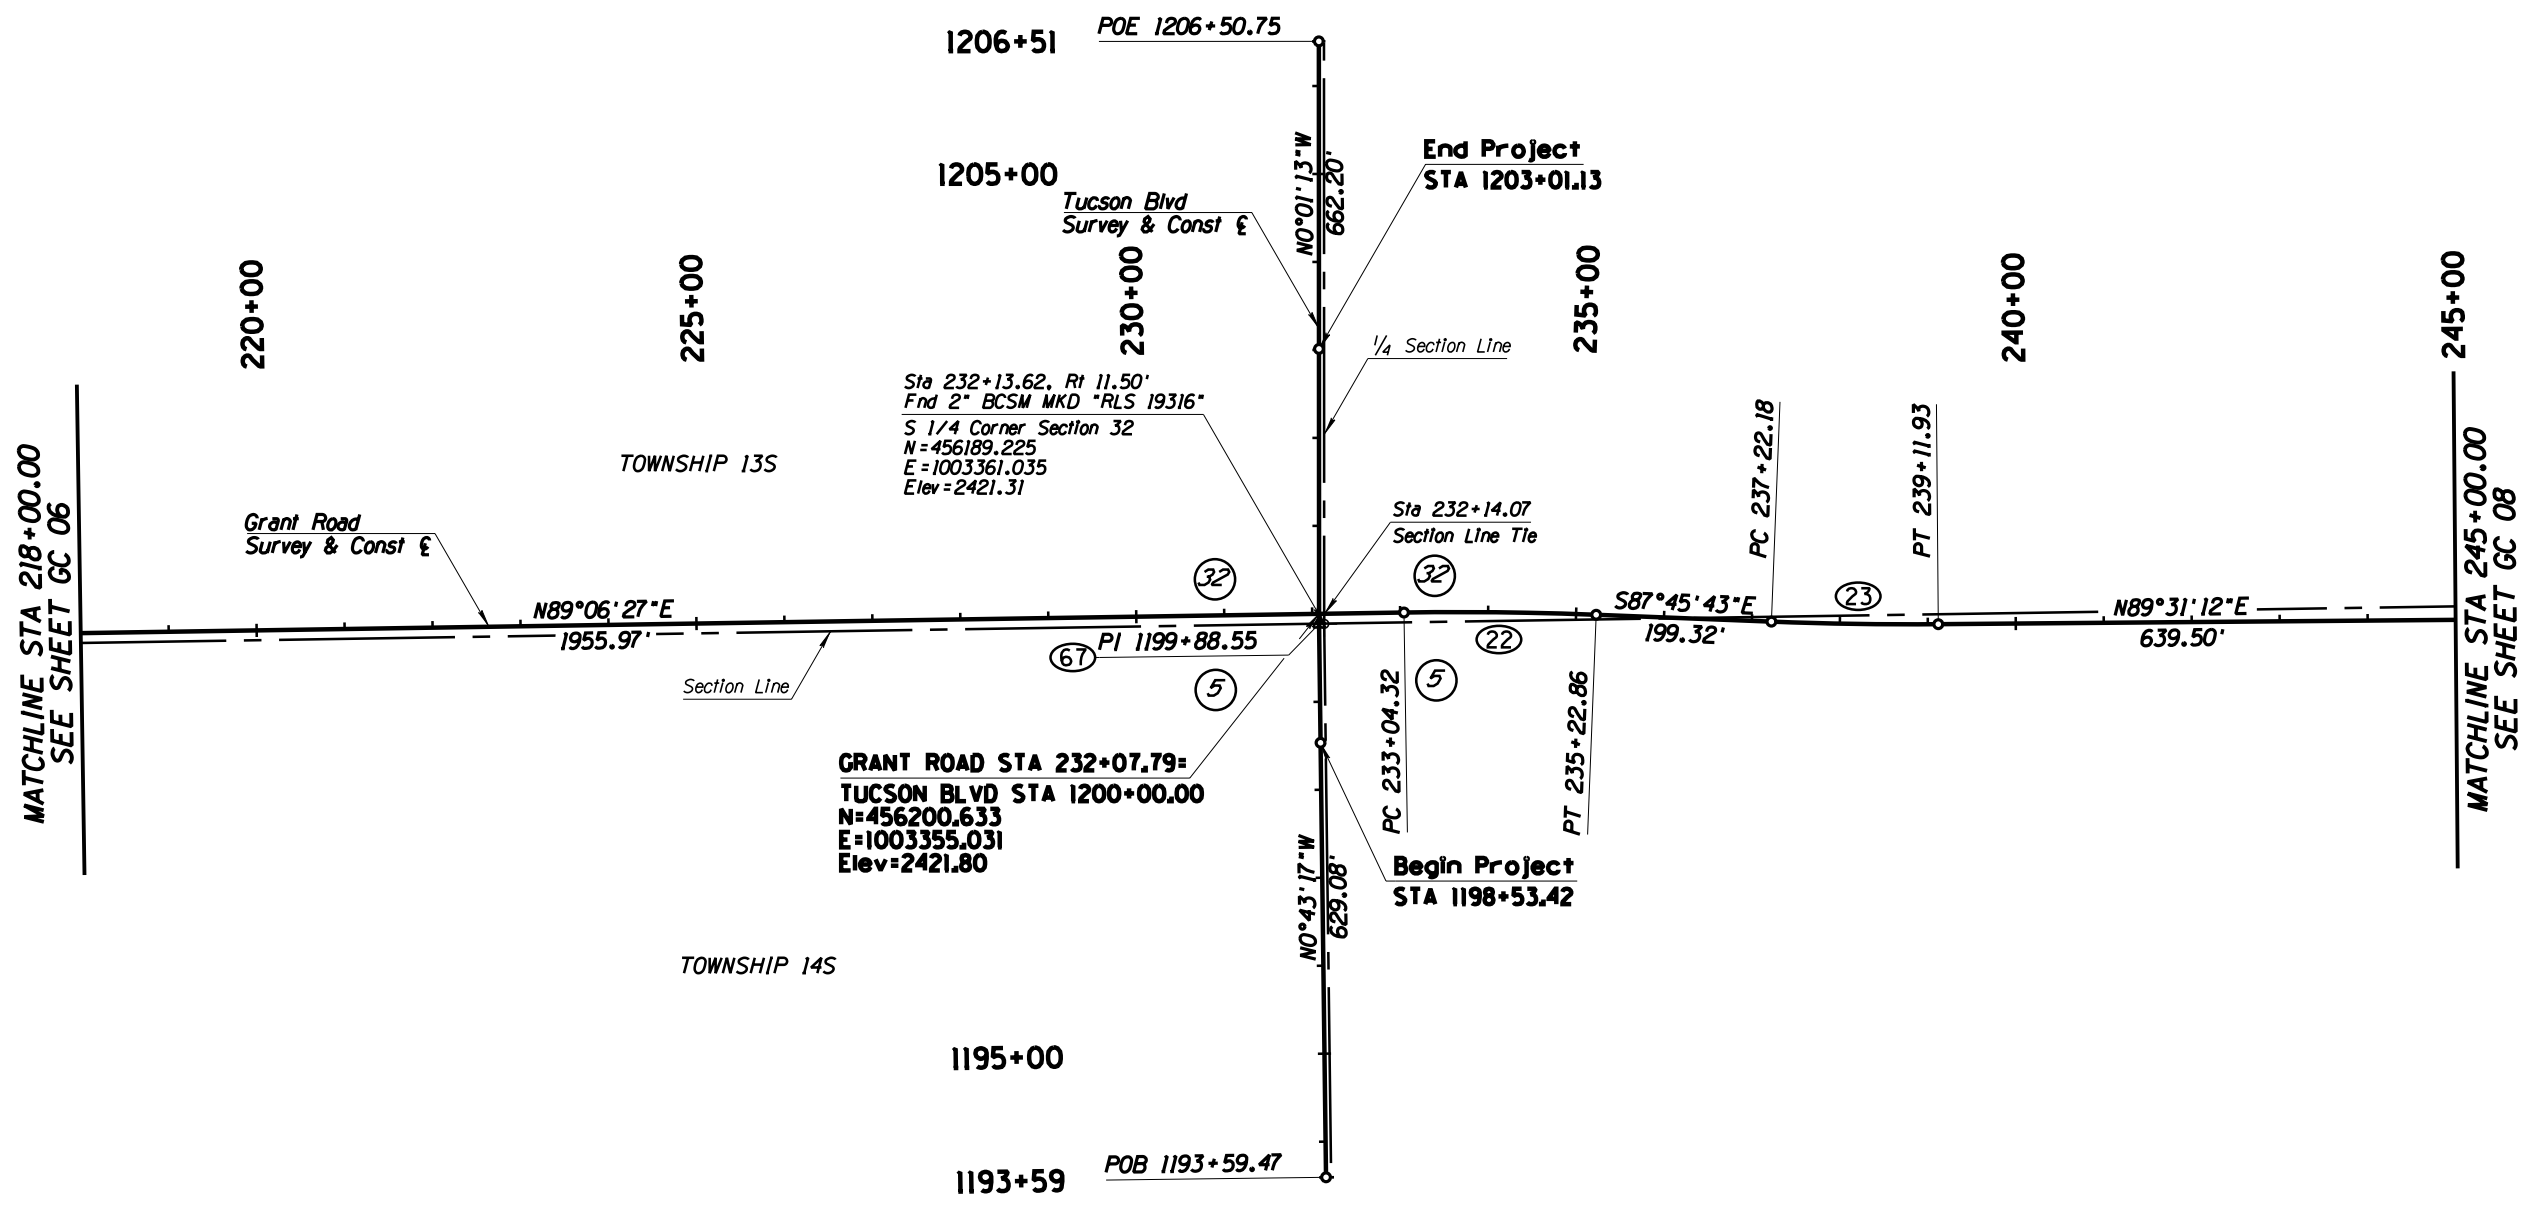 1206+51
POE 1206+50.75
N0°01'13"W
662.20'
End Project
STA 1203+01.13
1205+00
Tucson Blvd
Survey & Const ℄
220+00
225+00
230+00
235+00
240+00
245+00
1/4 Section Line
Sta 232+13.62, Rt 11.50'
Fnd 2" BCSM MKD "RLS 19316"
S 1/4 Corner Section 32
N=456189.225
E=1003361.035
Elev=2421.31
TOWNSHIP 13S
PC 237+22.18
PT 239+11.93
MATCHLINE STA 218+00.00
SEE SHEET GC 06
MATCHLINE STA 245+00.00
SEE SHEET GC 08
Grant Road
Survey & Const ℄
Sta 232+14.07
Section Line Tie
32
32
N89°06'27"E
1955.97'
S87°45'43"E
199.32'
23
N89°31'12"E
639.50'
67
PI 1199+88.55
22
5
5
Section Line
PC 233+04.32
PT 235+22.86
GRANT ROAD STA 232+07.79=
TUCSON BLVD STA 1200+00.00
N=456200.633
E=1003355.031
Elev=2421.80
N0°43'17"W
629.08'
Begin Project
STA 1198+53.42
TOWNSHIP 14S
1195+00
1193+59
POB 1193+59.47